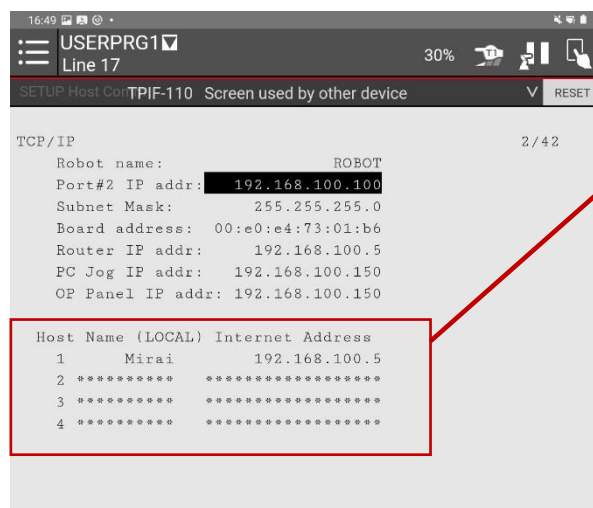 16:49
USERPRG1
Line 17
30%
T1
SETUP Host Con TPIF-110 Screen used by other device
RESET
TCP/IP 2/42
Robot name: ROBOT
Port#2 IP addr: 192.168.100.100
Subnet Mask: 255.255.255.0
Board address: 00:e0:e4:73:01:b6
Router IP addr: 192.168.100.5
PC Jog IP addr: 192.168.100.150
OP Panel IP addr: 192.168.100.150
Host Name (LOCAL) Internet Address
1 Mirai 192.168.100.5
2 ********** ******************
3 ********** ******************
4 ********** ******************